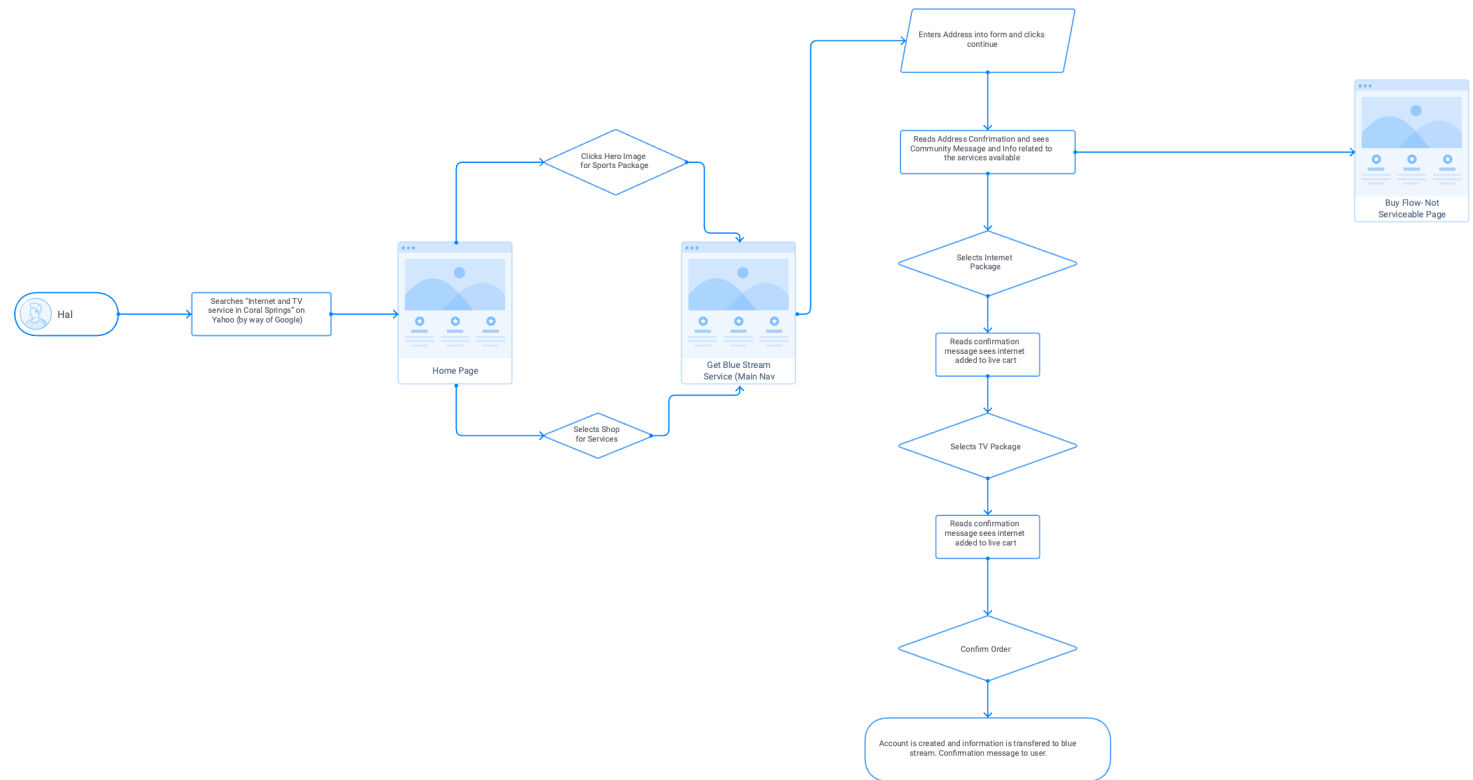 Hal
Searches "Internet and TV
service in Coral Springs" on
Yahoo (by way of Google)
Home Page
Clicks Hero Image
for Sports Package
Selects Shop
for Services
Get Blue Stream
Service (Main Nav
Enters Address into form and clicks
continue
Reads Address Confrimation and sees
Community Message and Info related to
the services available
Buy Flow- Not
Serviceable Page
Selects Internet
Package
Reads confirmation
message sees internet
added to live cart
Selects TV Package
Reads confirmation
message sees internet
added to live cart
Confirm Order
Account is created and information is transfered to blue
stream. Confirmation message to user.